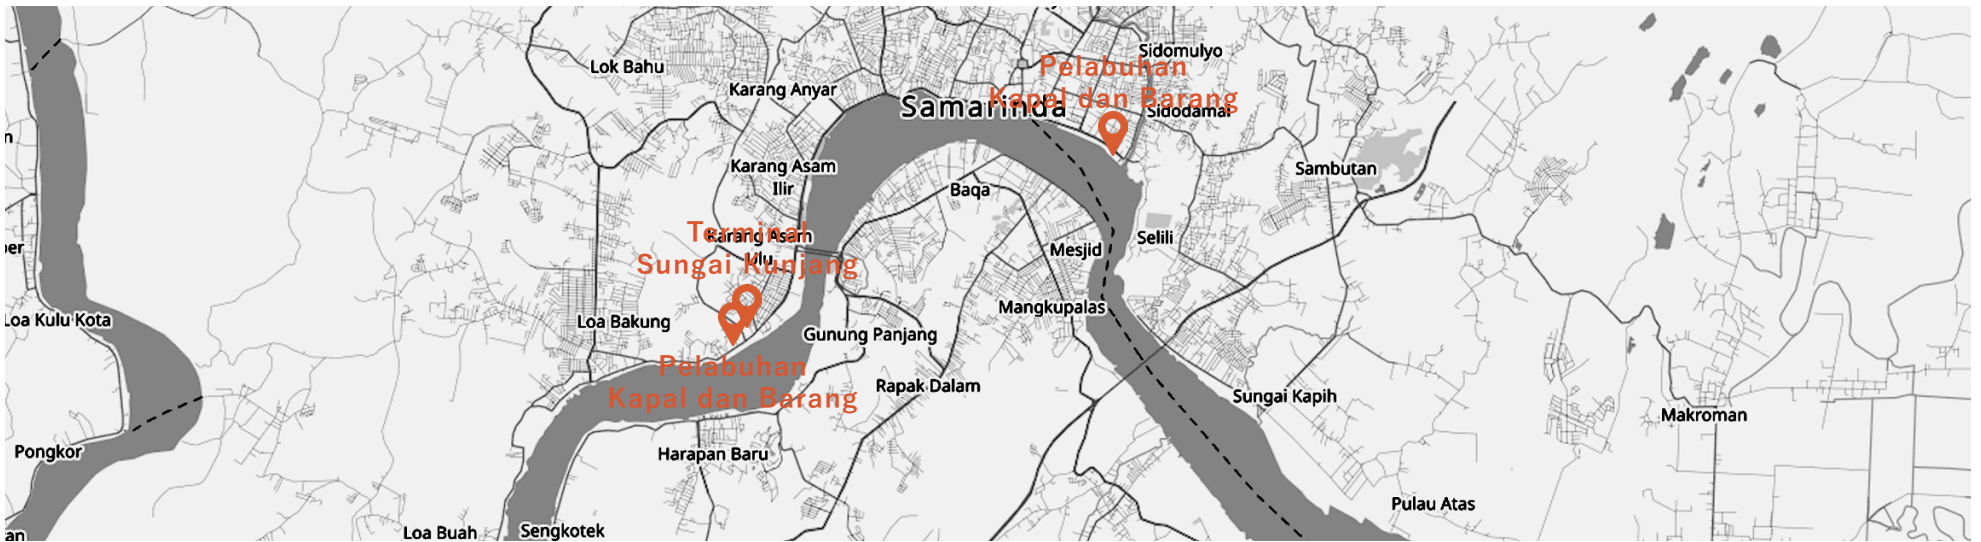 Sidomulyo
Lok Bahu
Pelabuhan
Kapal dan Barang
Karang Anyar
Samarinda
Sidodamai
n
Karang Asam
Ilir
Sambutan
Baqa
Terminal
Sungai Kunjang
Karang Asam
Ulu
Selili
per
Mesjid
Mangkupalas
Loa Kulu Kota
Loa Bakung
Gunung Panjang
Pelabuhan
Kapal dan Barang
Rapak Dalam
Sungai Kapih
Makroman
Pongkor
Harapan Baru
Pulau Atas
Loa Buah
Sengkotek
an